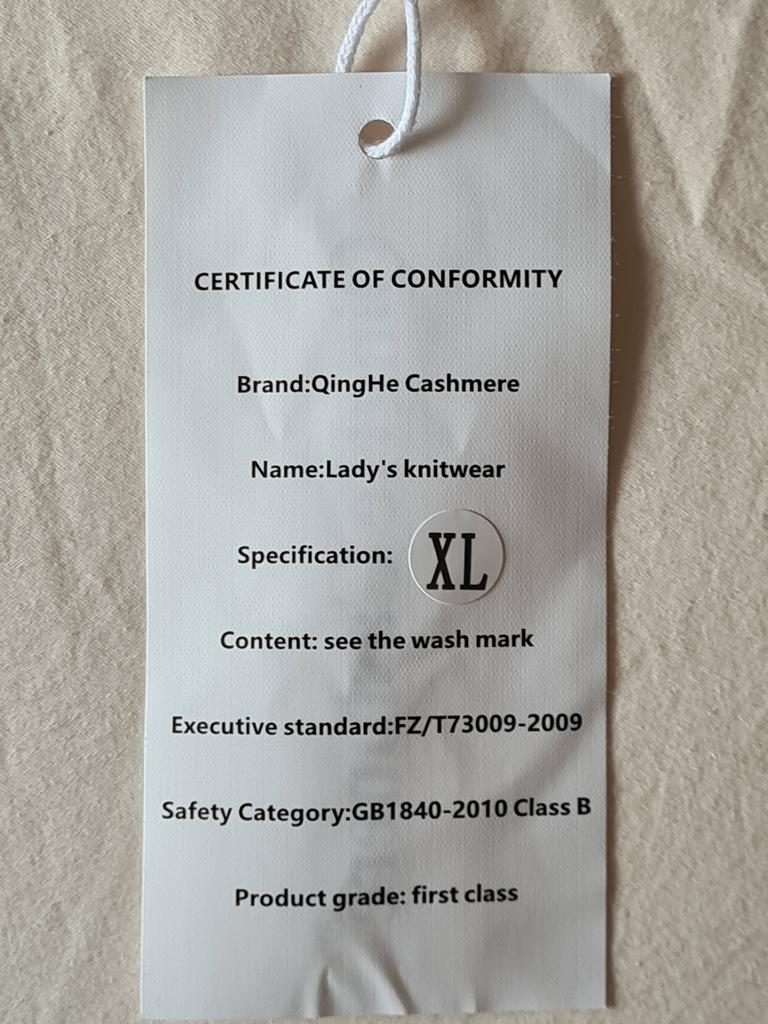 CERTIFICATE OF CONFORMITY
Brand:QingHe Cashmere
Name:Lady's knitwear
Specification: XL
Content: see the wash mark
Executive standard:FZ/T73009-2009
Safety Category:GB1840-2010 Class B
Product grade: first class